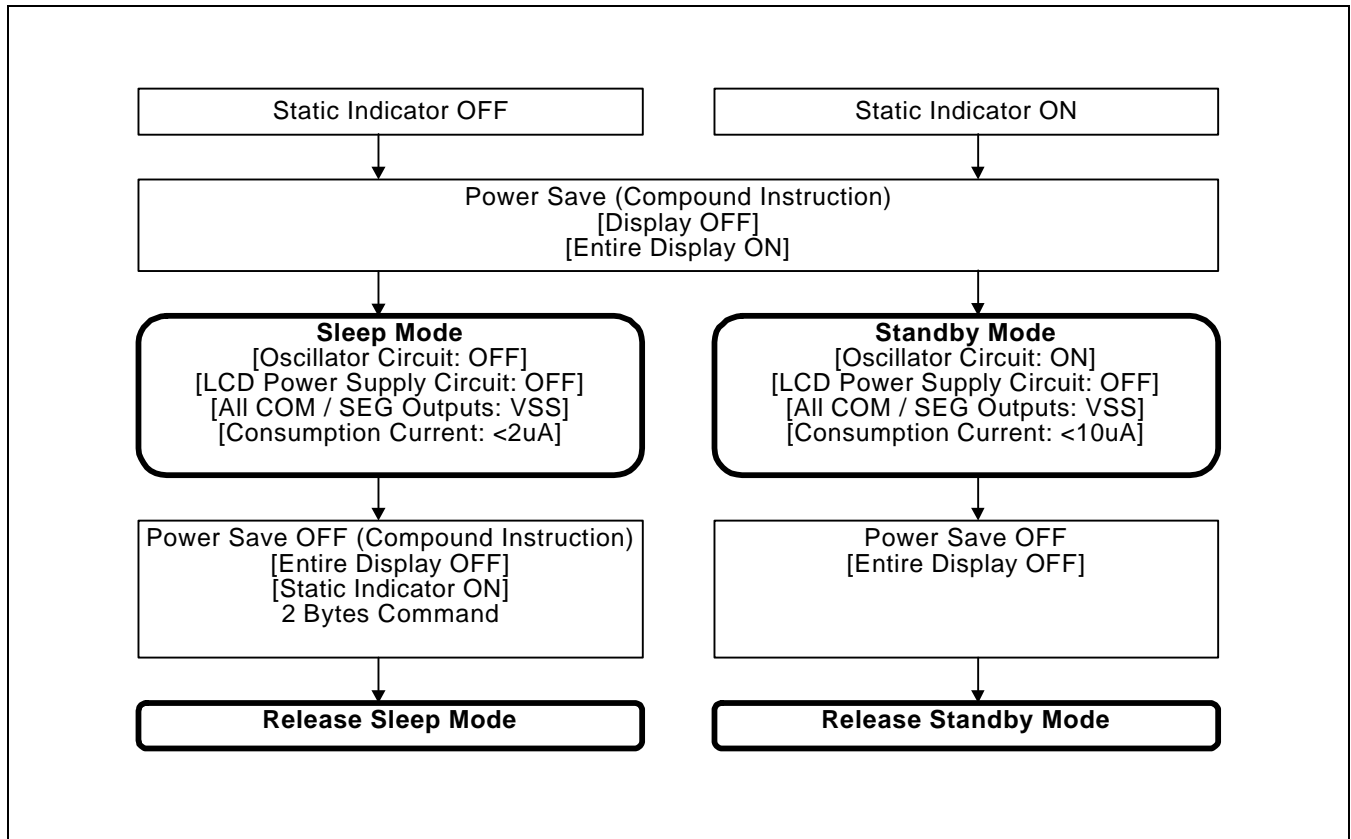 Static Indicator OFF
Static Indicator ON
Power Save (Compound Instruction)
[Display OFF]
[Entire Display ON]
Sleep Mode
[Oscillator Circuit: OFF]
[LCD Power Supply Circuit: OFF]
[All COM / SEG Outputs: VSS]
[Consumption Current: <2uA]
Standby Mode
[Oscillator Circuit: ON]
[LCD Power Supply Circuit: OFF]
[All COM / SEG Outputs: VSS]
[Consumption Current: <10uA]
Power Save OFF (Compound Instruction)
[Entire Display OFF]
[Static Indicator ON]
2 Bytes Command
Power Save OFF
[Entire Display OFF]
Release Sleep Mode
Release Standby Mode